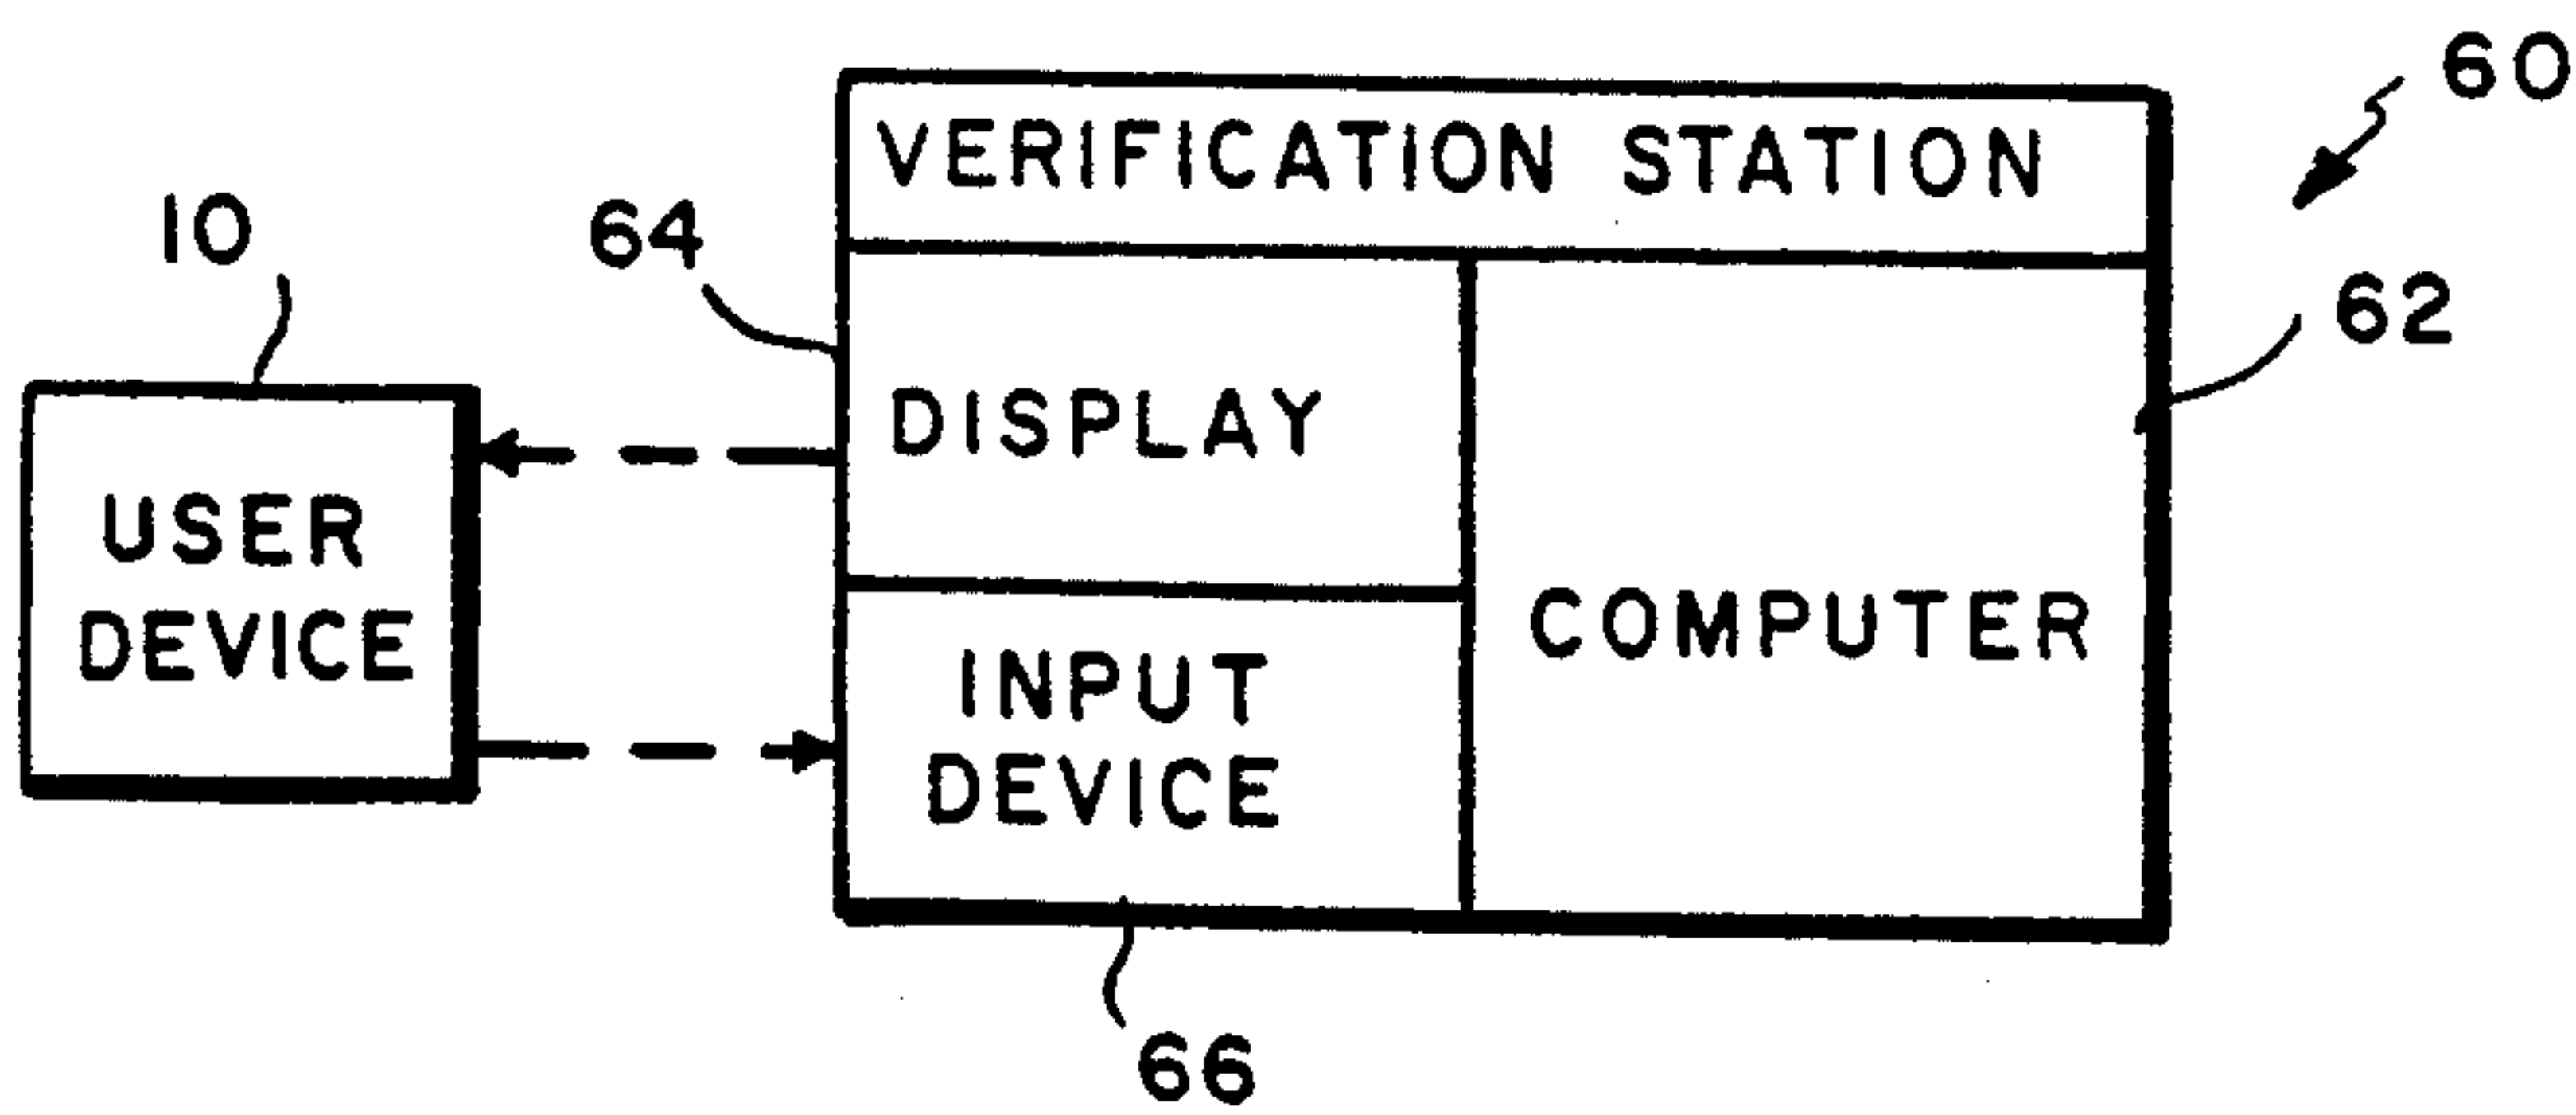 60
VERIFICATION STATION
10
64
62
DISPLAY
USER
DEVICE
COMPUTER
INPUT
DEVICE
66